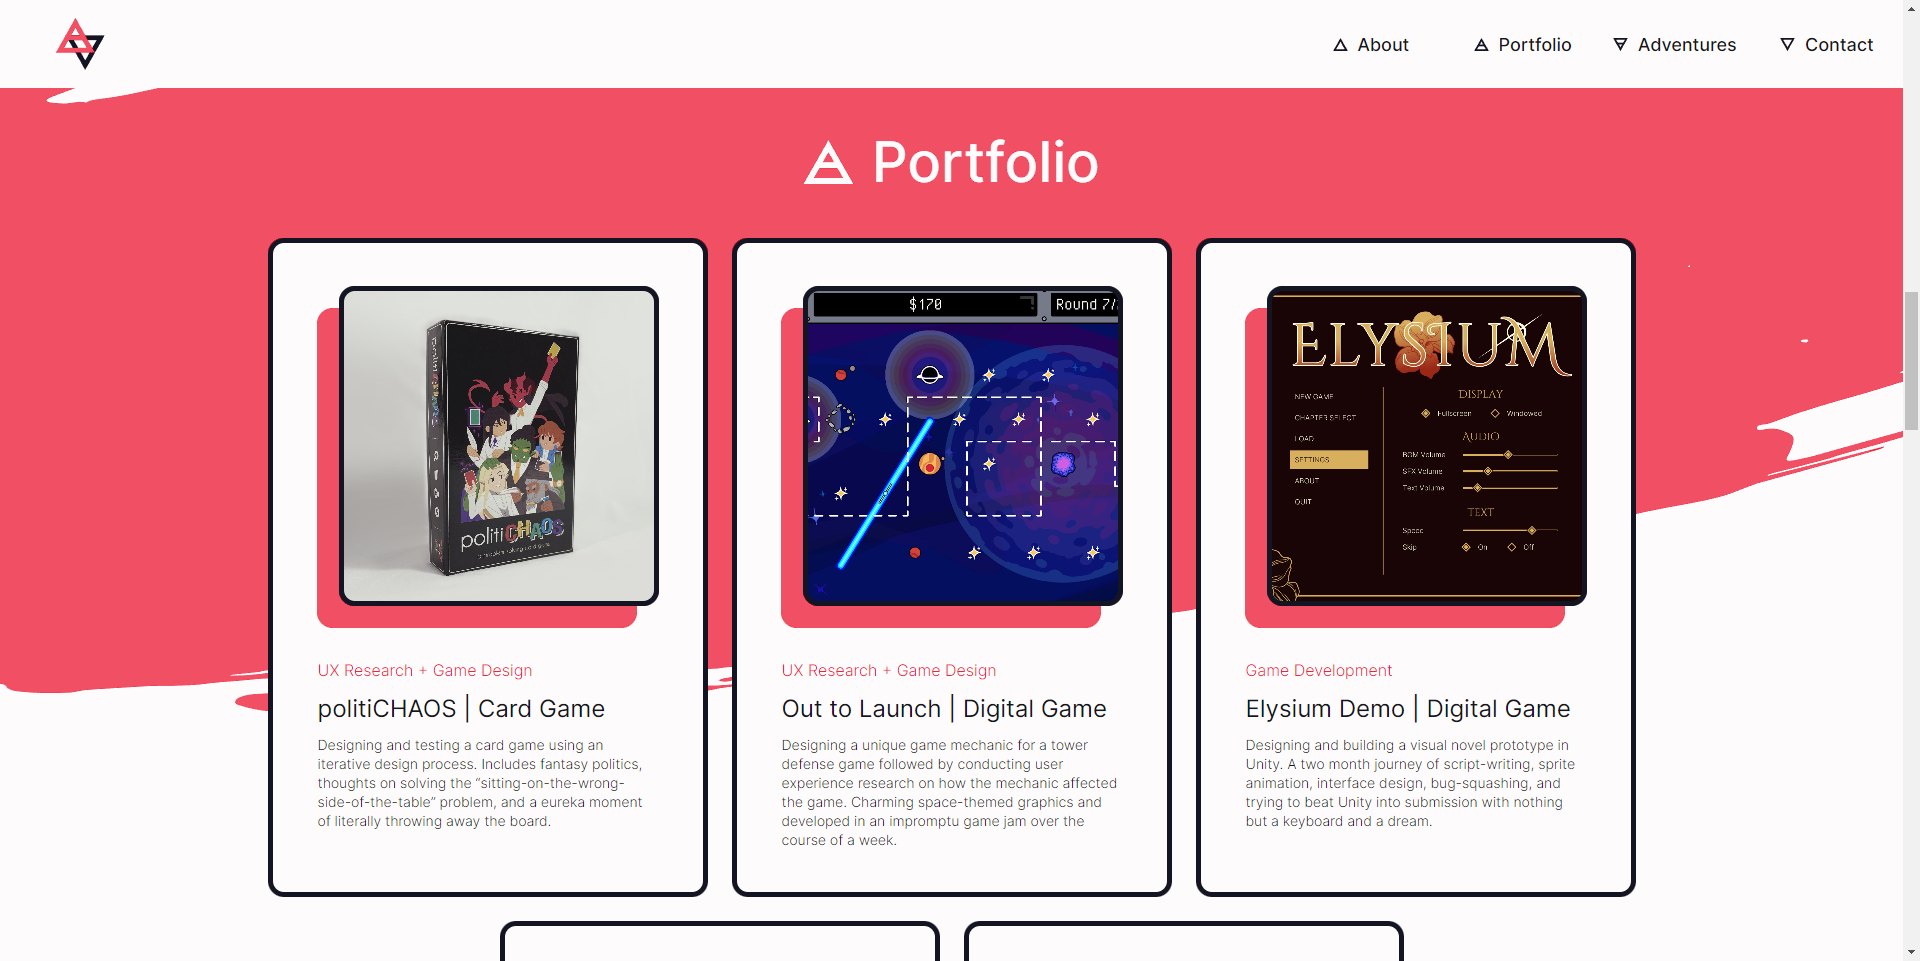 About
Portfolio
Adventures
Contact
Portfolio
politiCHAOS
UX Research + Game Design
politiCHAOS | Card Game
Designing and testing a card game using an
iterative design process. Includes fantasy politics,
thoughts on solving the “sitting-on-the-wrong-
side-of-the-table” problem, and a eureka moment
of literally throwing away the board.
$170
Round 7/
UX Research + Game Design
Out to Launch | Digital Game
Designing a unique game mechanic for a tower
defense game followed by conducting user
experience research on how the mechanic affected
the game. Charming space-themed graphics and
developed in an impromptu game jam over the
course of a week.
ELYSIUM
NEW GAME
CHAPTER SELECT
LOAD
SETTINGS
ABOUT
QUIT
DISPLAY
Fullscreen Windowed
AUDIO
BGM Volume
SFX Volume
Text Volume
TEXT
Speed
Skip On Off
Game Development
Elysium Demo | Digital Game
Designing and building a visual novel prototype in
Unity. A two month journey of script-writing, sprite
animation, interface design, bug-squashing, and
trying to beat Unity into submission with nothing
but a keyboard and a dream.